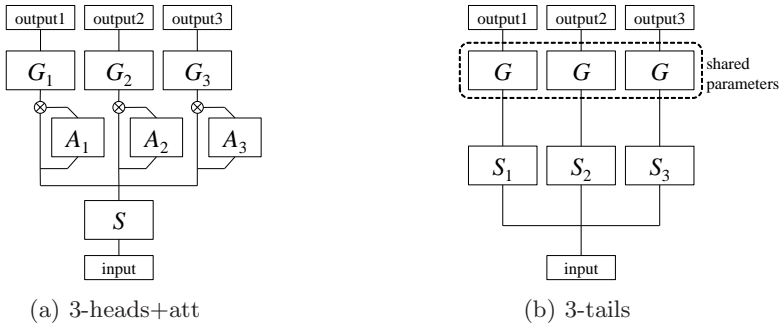 output1 output2 output3
G1 G2 G3
A1 A2 A3
S
input
(a) 3-heads+att
output1 output2 output3
G G G
shared
parameters
S1 S2 S3
input
(b) 3-tails